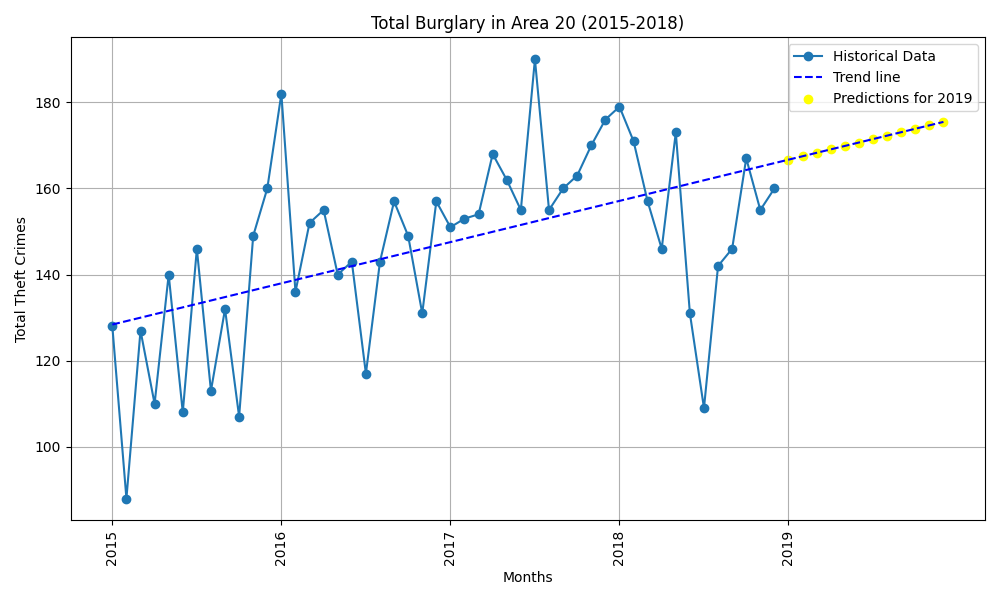 Total Burglary in Area 20 (2015-2018)
Historical Data
Trend line
Predictions for 2019
Total Theft Crimes
180
160
140
120
100
2015
2016
2017
2018
2019
Months